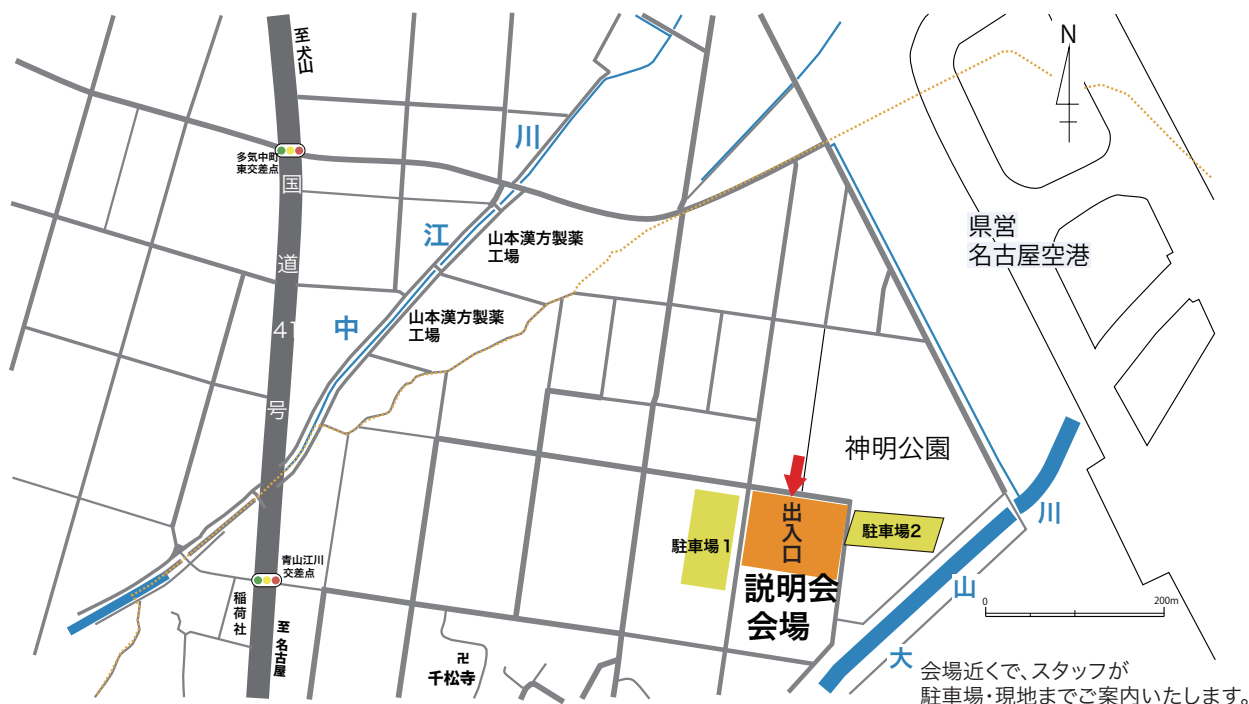 至 犬山
N
多気中町
東交差点
国道41号
中江川
山本漢方製薬
工場
山本漢方製薬
工場
県営
名古屋空港
神明公園
出入口
駐車場1
駐車場2
説明会
会場
大山川
青山江川
交差点
稲荷社
至 名古屋
卍
千松寺
0 200m
会場近くで、スタッフが
駐車場・現地までご案内いたします。